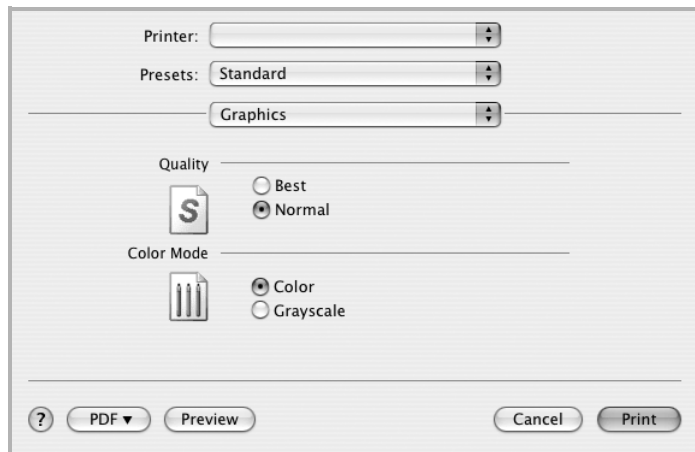 Printer:
Presets: Standard
Graphics
Quality
Best
S
Normal
Color Mode
Color
Grayscale
? PDF▼ Preview Cancel Print